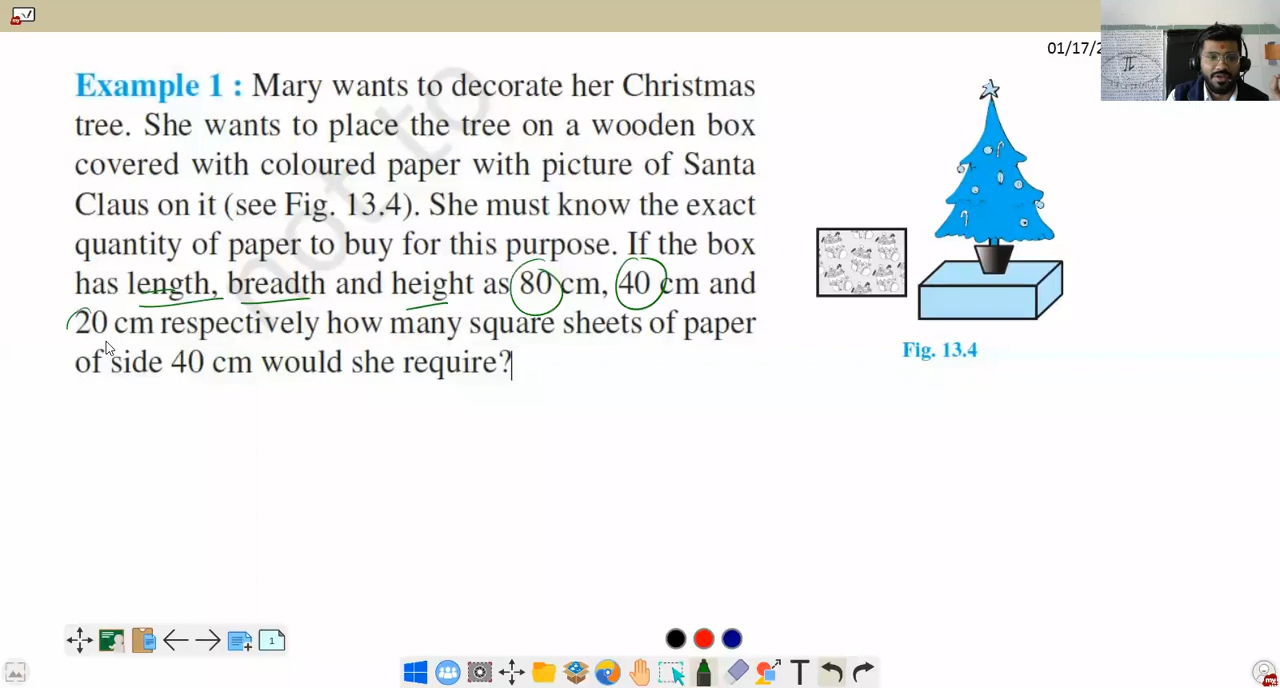 01/17/2
Example 1 : Mary wants to decorate her Christmas
tree. She wants to place the tree on a wooden box
covered with coloured paper with picture of Santa
Claus on it (see Fig. 13.4). She must know the exact
quantity of paper to buy for this purpose. If the box
has length, breadth and height as 80 cm, 40 cm and
20 cm respectively how many square sheets of paper
of side 40 cm would she require?
Fig. 13.4
not to
1
T